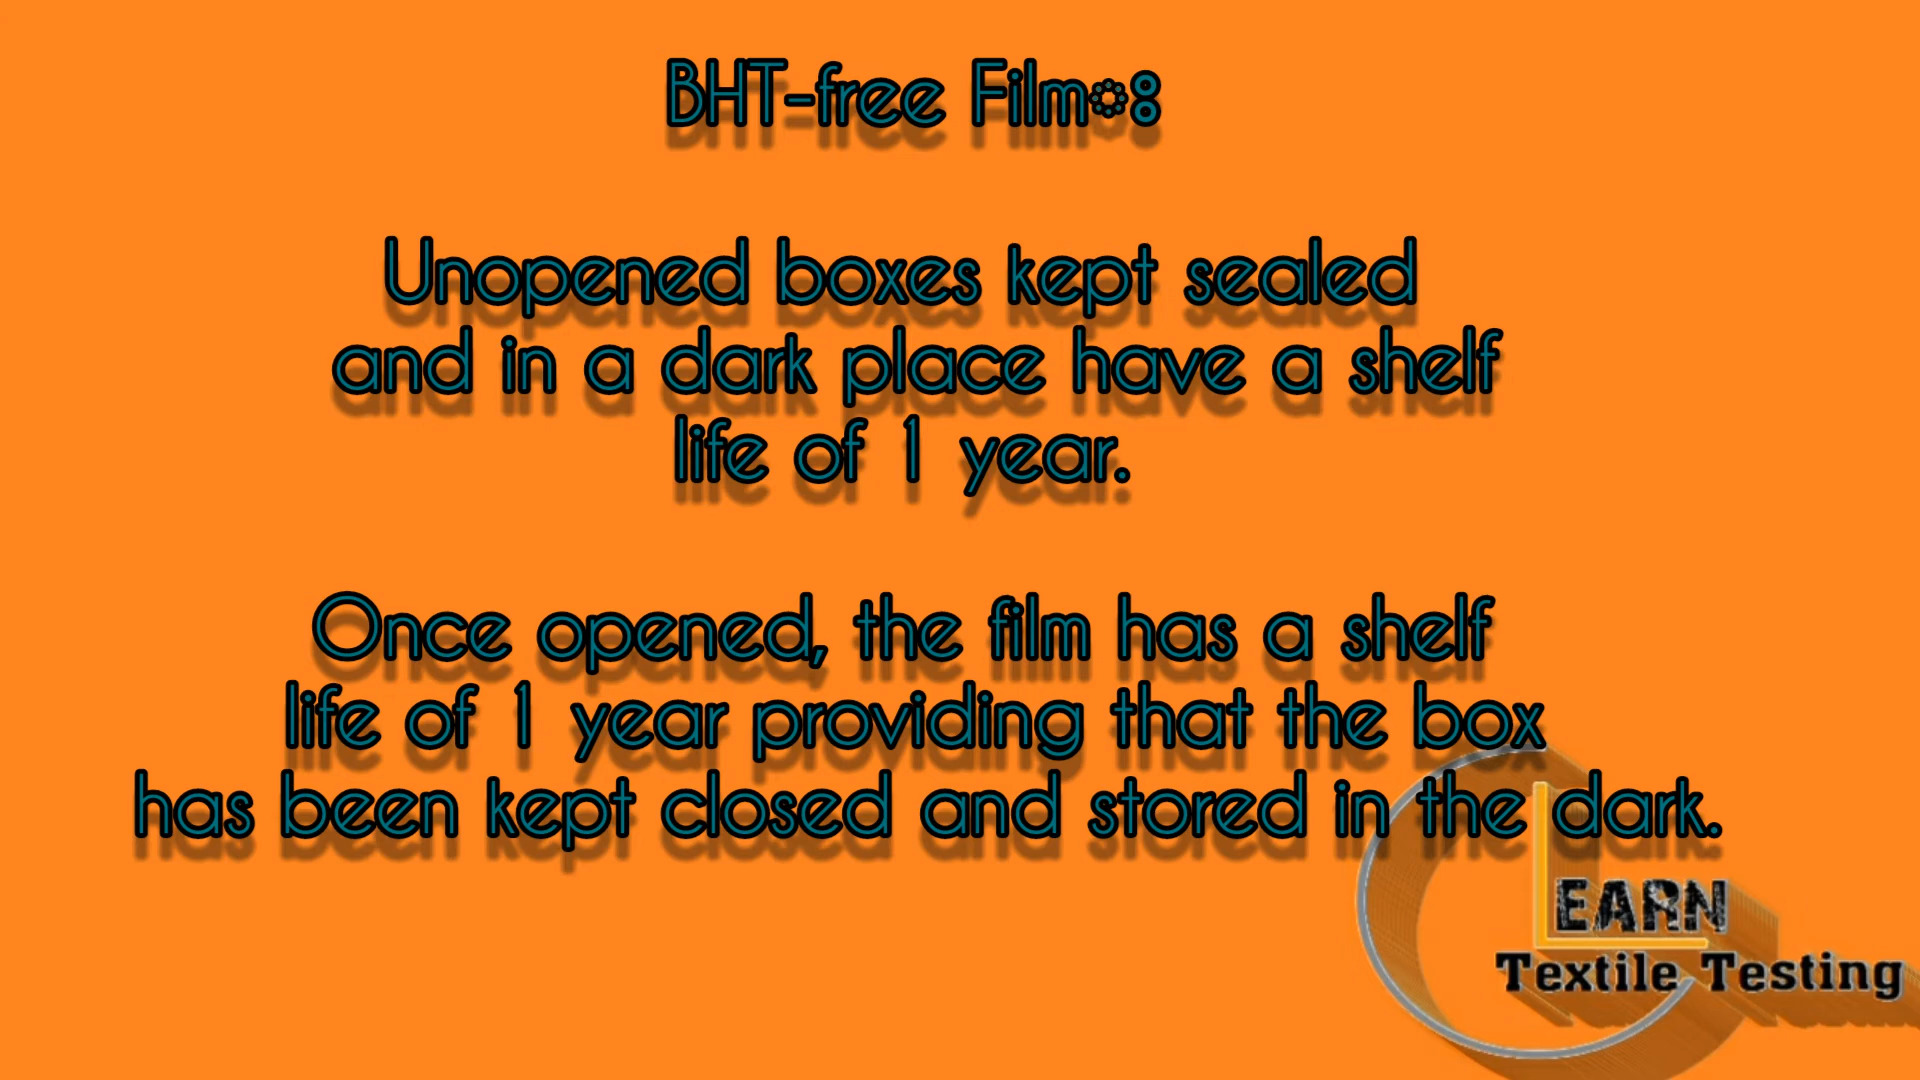 BHT-free Filmઃ
Unopened boxes kept sealed
and in a dark place have a shelf
life of 1 year.
Once opened, the film has a shelf
life of 1 year providing that the box
has been kept closed and stored in the dark.
LEARN
Textile Testing